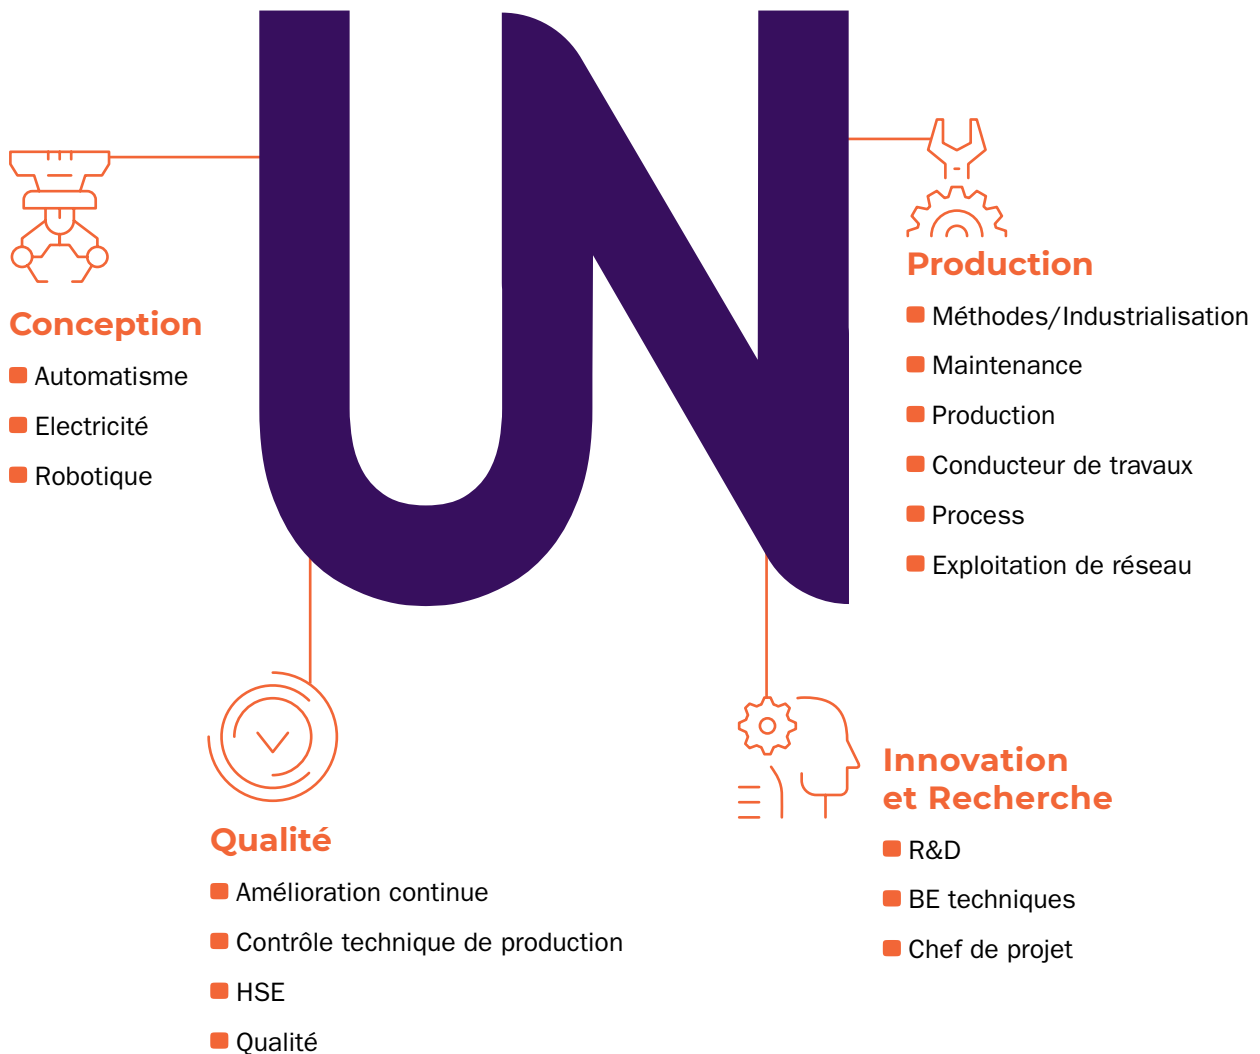 UN
Conception
Automatisme
Electricité
Robotique
Production
Méthodes/Industrialisation
Maintenance
Production
Conducteur de travaux
Process
Exploitation de réseau
Qualité
Amélioration continue
Contrôle technique de production
HSE
Qualité
Innovation
et Recherche
R&D
BE techniques
Chef de projet